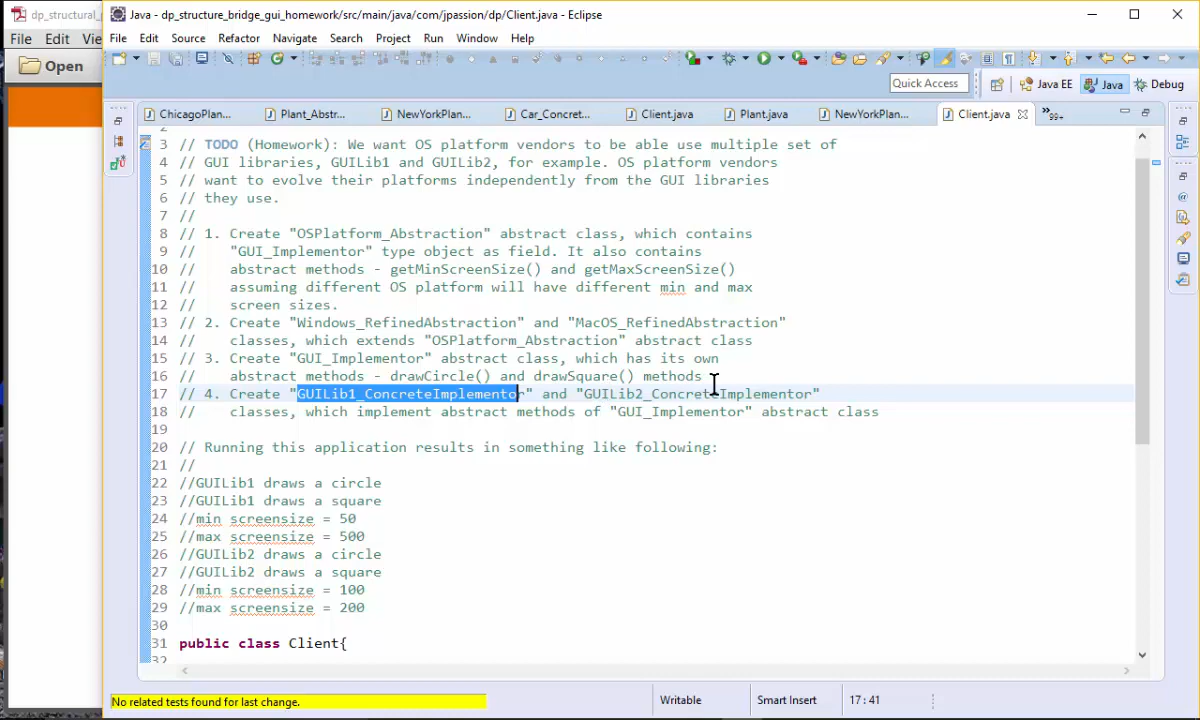 dp_structural_
File Edit Vie
Open
Java - dp_structure_bridge_gui_homework/src/main/java/com/jpassion/dp/Client.java - Eclipse
File Edit Source Refactor Navigate Search Project Run Window Help
Quick Access
Java EE Java Debug
ChicagoPlan... Plant_Abstr... NewYorkPlan... Car_Concret... Client.java Plant.java NewYorkPlan... Client.java »99+
2
3 // TODO (Homework): We want OS platform vendors to be able use multiple set of
4 // GUI libraries, GUILib1 and GUILib2, for example. OS platform vendors
5 // want to evolve their platforms independently from the GUI libraries
6 // they use.
7 //
8 // 1. Create "OSPlatform_Abstraction" abstract class, which contains
9 // "GUI_Implementor" type object as field. It also contains
10 // abstract methods - getMinScreenSize() and getMaxScreenSize()
11 // assuming different OS platform will have different min and max
12 // screen sizes.
13 // 2. Create "Windows_RefinedAbstraction" and "MacOS_RefinedAbstraction"
14 // classes, which extends "OSPlatform_Abstraction" abstract class
15 // 3. Create "GUI_Implementor" abstract class, which has its own
16 // abstract methods - drawCircle() and drawSquare() methods
17 // 4. Create "GUILib1_ConcreteImplementor" and "GUILib2_ConcreteImplementor"
18 // classes, which implement abstract methods of "GUI_Implementor" abstract class
19
20 // Running this application results in something like following:
21 //
22 //GUILib1 draws a circle
23 //GUILib1 draws a square
24 //min screensize = 50
25 //max screensize = 500
26 //GUILib2 draws a circle
27 //GUILib2 draws a square
28 //min screensize = 100
29 //max screensize = 200
30
31 public class Client{
32
No related tests found for last change. Writable Smart Insert 17 : 41